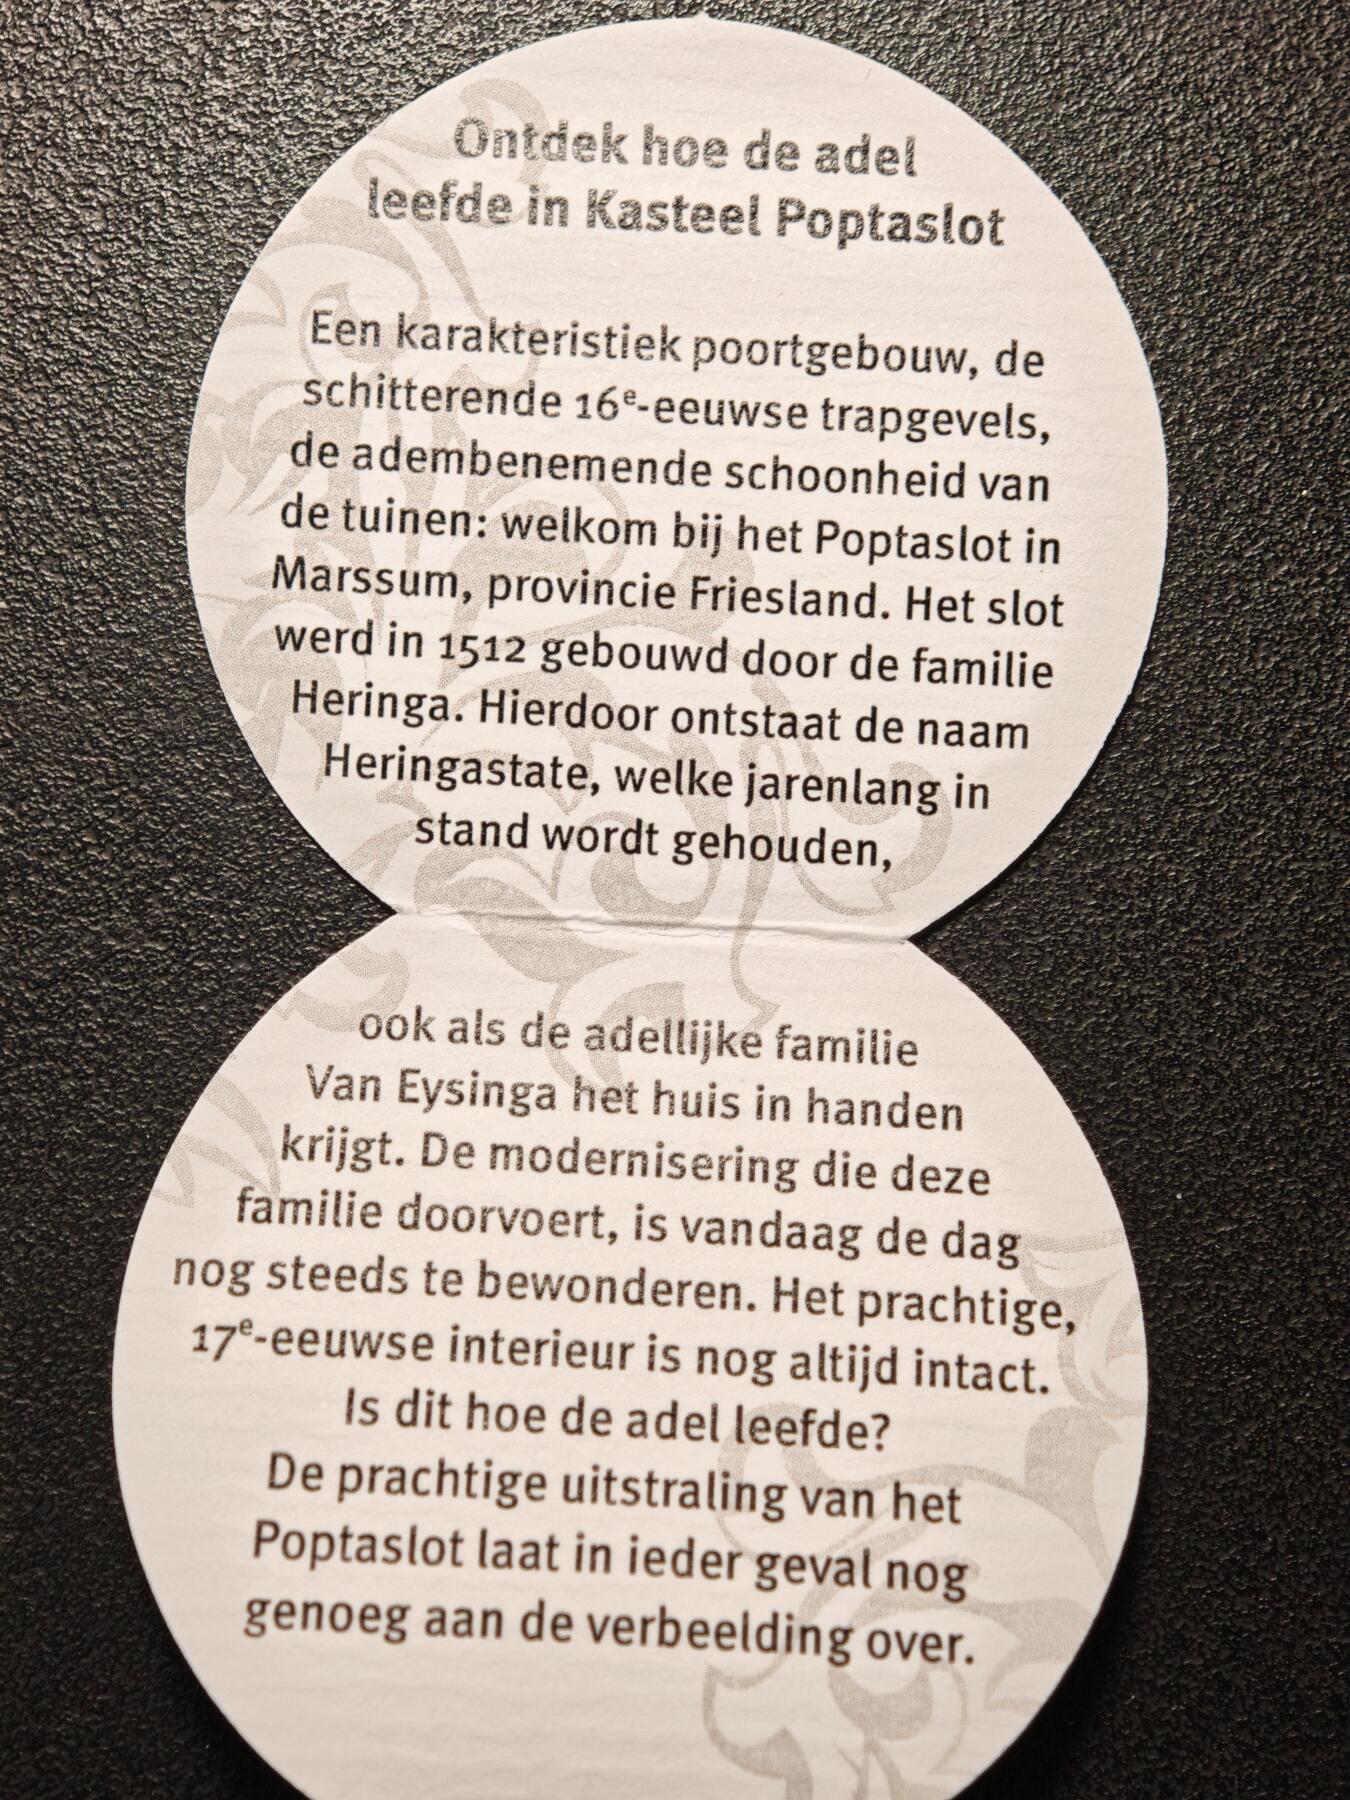 Ontdek hoe de adel
leefde in Kasteel Poptaslot
Een karakteristiek poortgebouw, de
schitterende 16e-eeuwse trapgevels,
de adembenemende schoonheid van
de tuinen: welkom bij het Poptaslot in
Marssum, provincie Friesland. Het slot
werd in 1512 gebouwd door de familie
Heringa. Hierdoor ontstaat de naam
Heringastate, welke jarenlang in
stand wordt gehouden,
ook als de adellijke familie
Van Eysinga het huis in handen
krijgt. De modernisering die deze
familie doorvoert, is vandaag de dag
nog steeds te bewonderen. Het prachtige,
17e-eeuwse interieur is nog altijd intact.
Is dit hoe de adel leefde?
De prachtige uitstraling van het
Poptaslot laat in ieder geval nog
genoeg aan de verbeelding over.